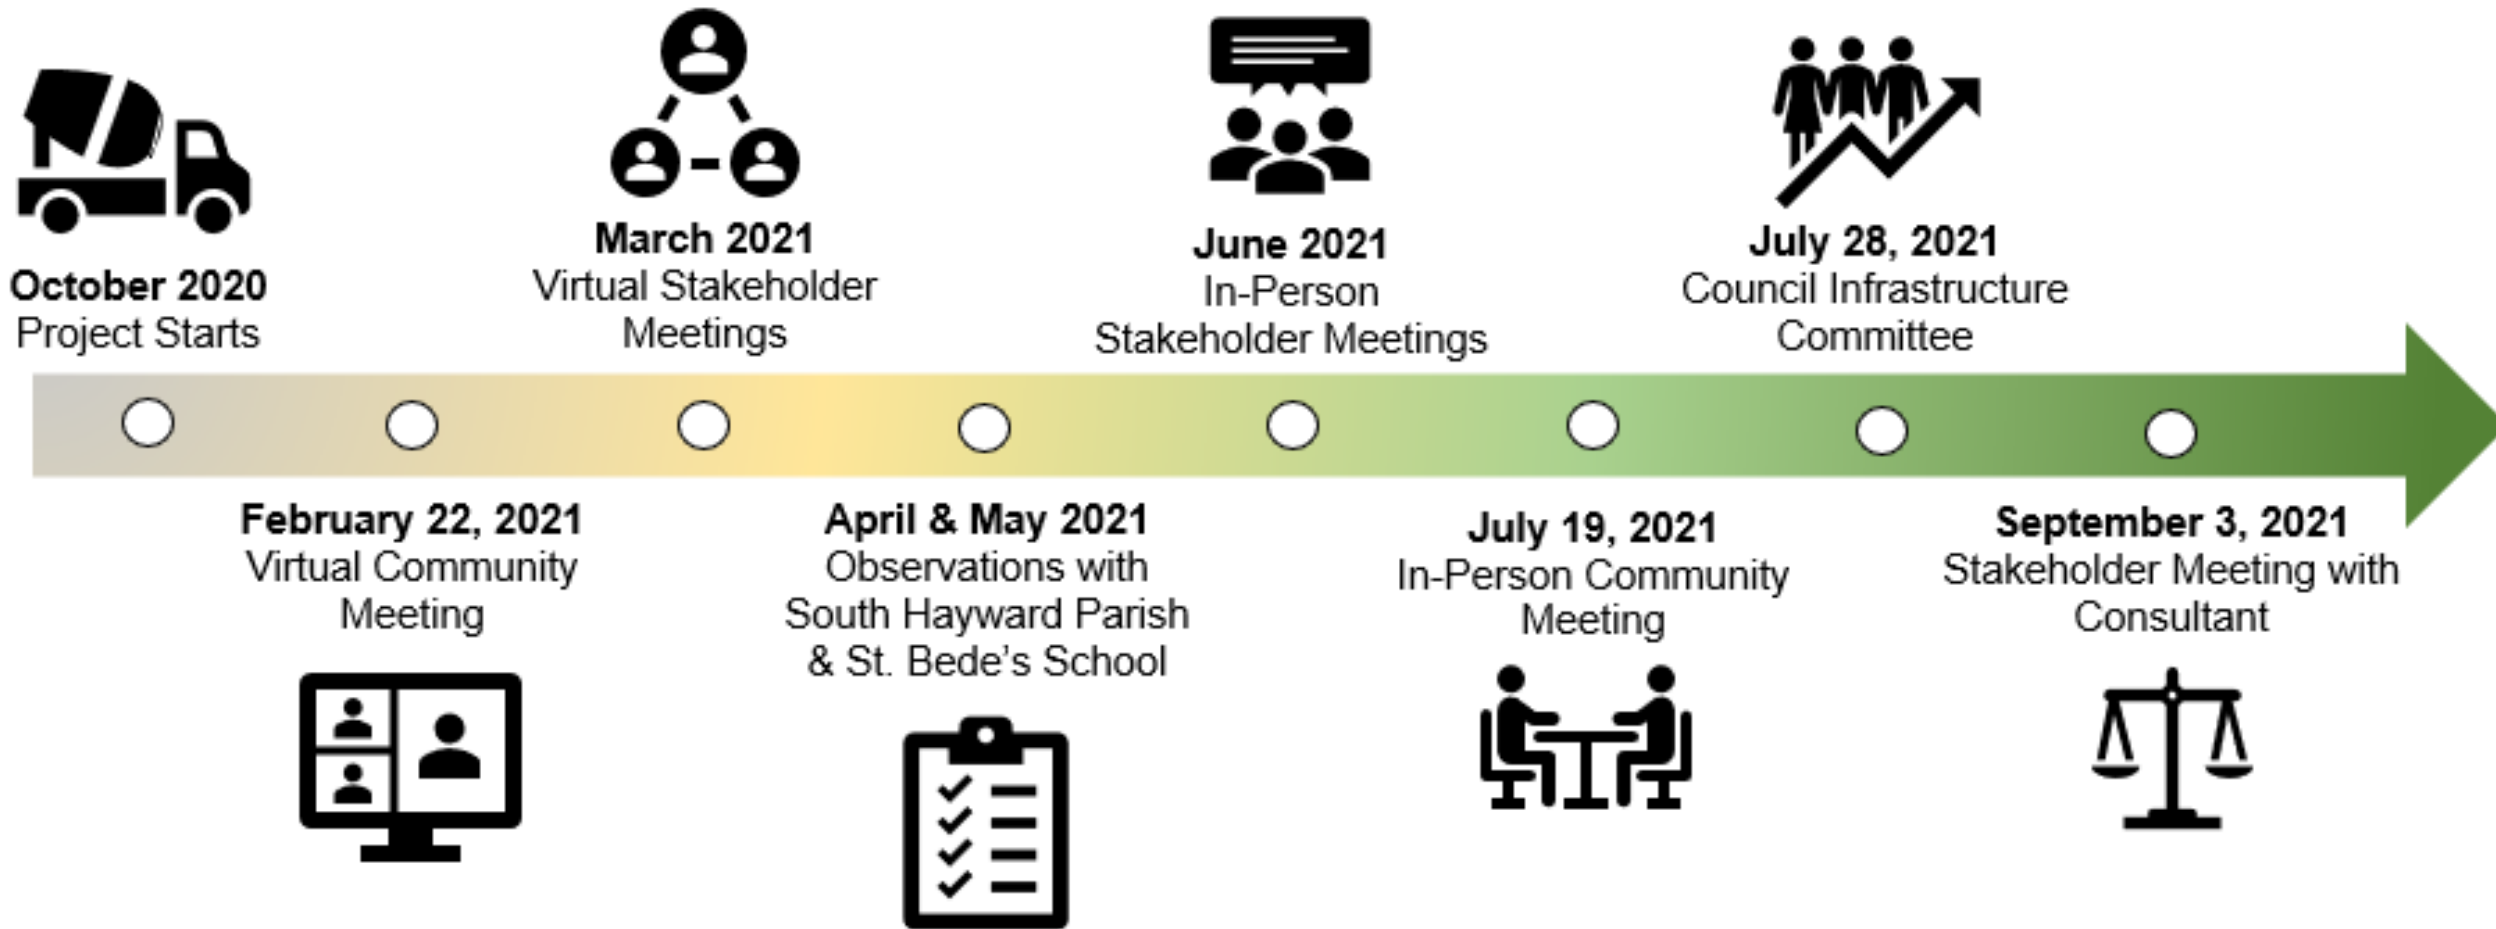 October 2020
Project Starts
February 22, 2021
Virtual Community
Meeting
March 2021
Virtual Stakeholder
Meetings
April & May 2021
Observations with
South Hayward Parish
& St. Bede’s School
June 2021
In-Person
Stakeholder Meetings
July 19, 2021
In-Person Community
Meeting
July 28, 2021
Council Infrastructure
Committee
September 3, 2021
Stakeholder Meeting with
Consultant